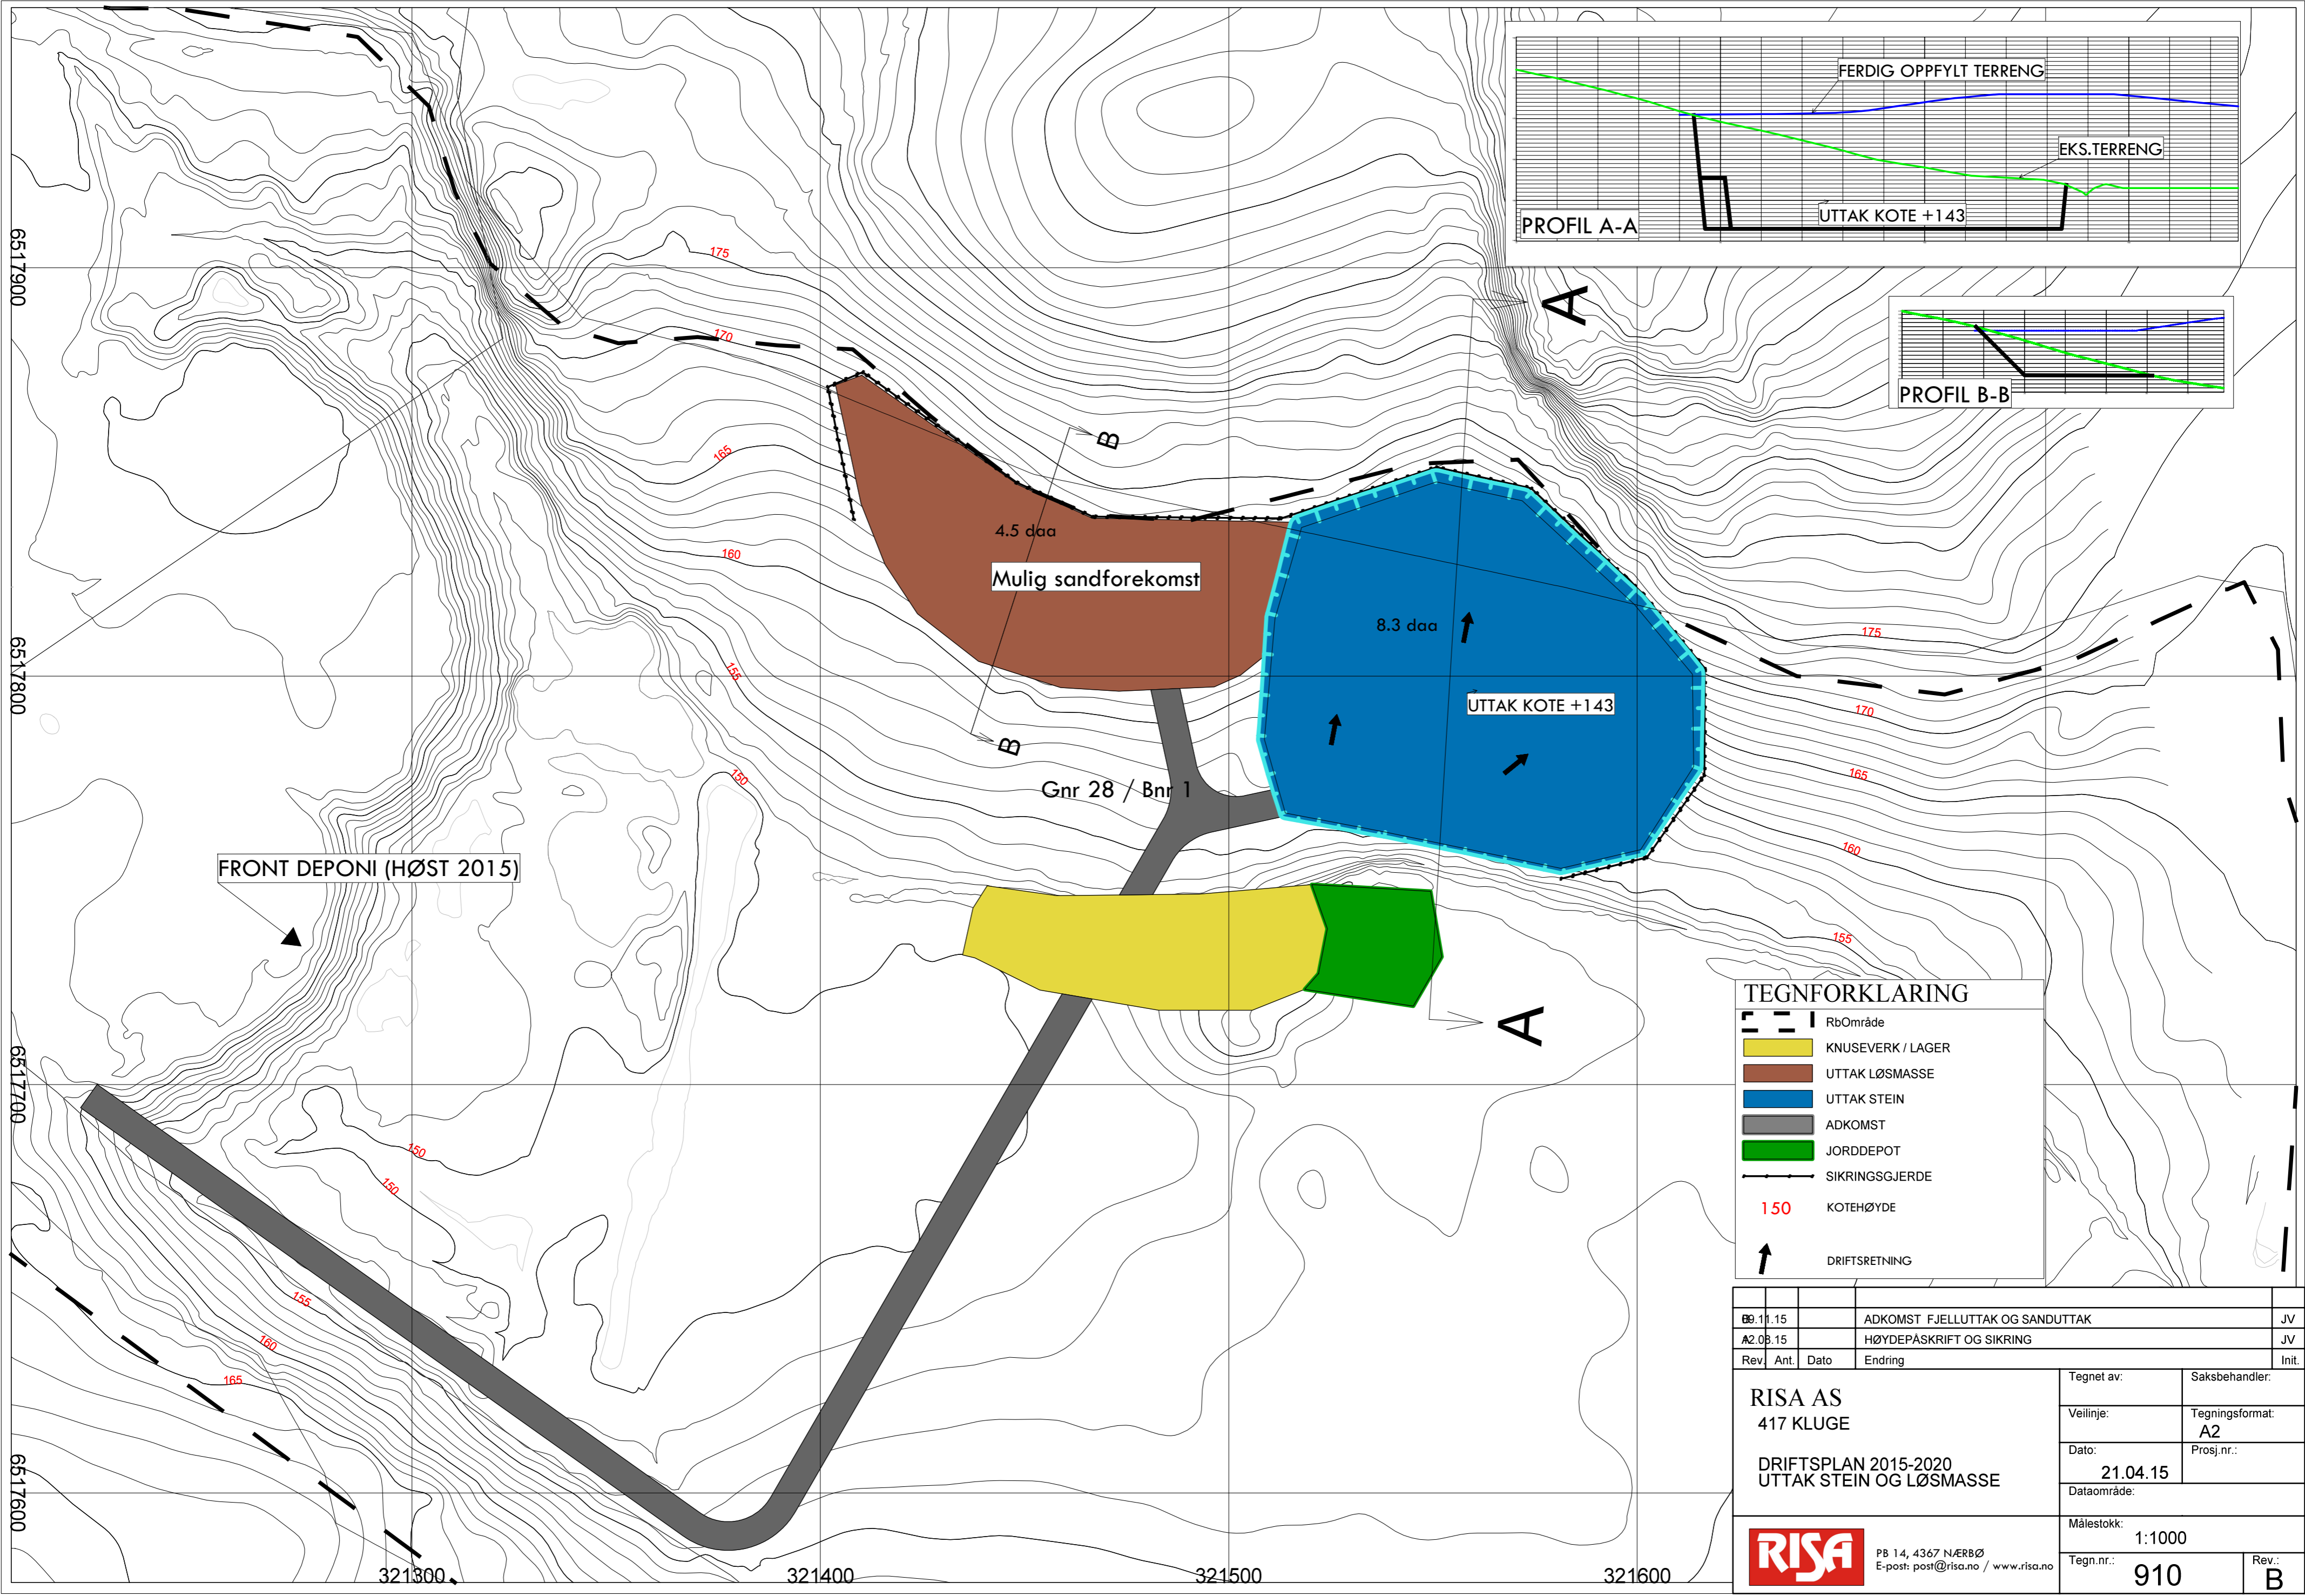 FERDIG OPPFYLT TERRENG
EKS.TERRENG
UTTAK KOTE +143
PROFIL A-A
PROFIL B-B
A
A
B
B
6517900
6517800
6517700
6517600
321300
321400
321500
321600
175
170
165
160
155
150
150
150
155
160
165
175
170
165
160
155
4.5 daa
Mulig sandforekomst
8.3 daa
UTTAK KOTE +143
Gnr 28 / Bnr 1
FRONT DEPONI (HØST 2015)
TEGNFORKLARING
RbOmråde
KNUSEVERK / LAGER
UTTAK LØSMASSE
UTTAK STEIN
ADKOMST
JORDDEPOT
SIKRINGSGJERDE
150 KOTEHØYDE
DRIFTSRETNING
.11.15 ADKOMST FJELLUTTAK OG SANDUTTAK JV
.15 HØYDEPÅSKRIFT OG SIKRING JV
Rev. Ant. Dato Endring Init.
RISA AS
417 KLUGE
DRIFTSPLAN 2015-2020
UTTAK STEIN OG LØSMASSE
Tegnet av: Saksbehandler:
Veilinje: Tegningsformat:
A2
Dato: Prosj.nr.:
21.04.15
Dataområde:
Målestokk:
1:1000
Tegn.nr.: Rev.:
910 B
RISA
PB 14, 4367 NÆRBØ
E-post: post@risa.no / www.risa.no